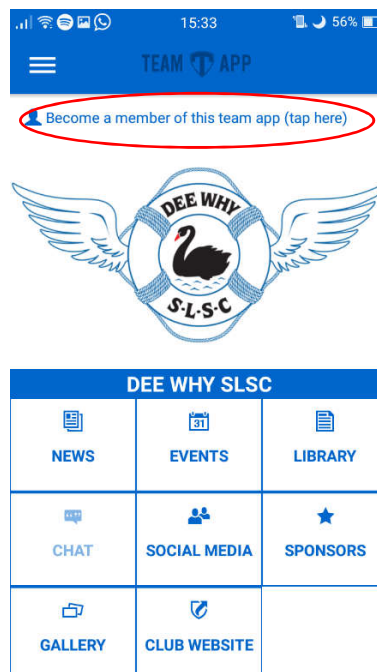 15:33
56%
TEAM APP
Become a member of this team app (tap here)
DEE WHY
S·L·S·C
DEE WHY SLSC
31
NEWS EVENTS LIBRARY
CHAT SOCIAL MEDIA SPONSORS
GALLERY CLUB WEBSITE